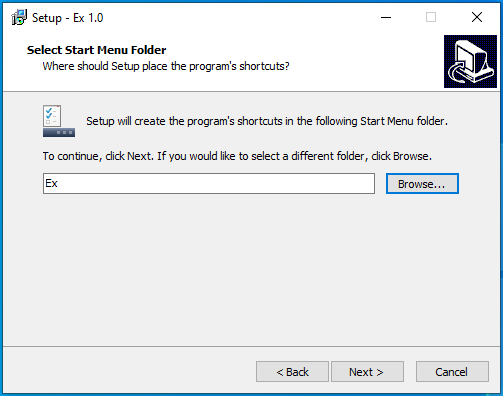 Setup - Ex 1.0
Select Start Menu Folder
Where should Setup place the program's shortcuts?
Setup will create the program's shortcuts in the following Start Menu folder.
To continue, click Next. If you would like to select a different folder, click Browse.
Ex
Browse...
< Back
Next >
Cancel